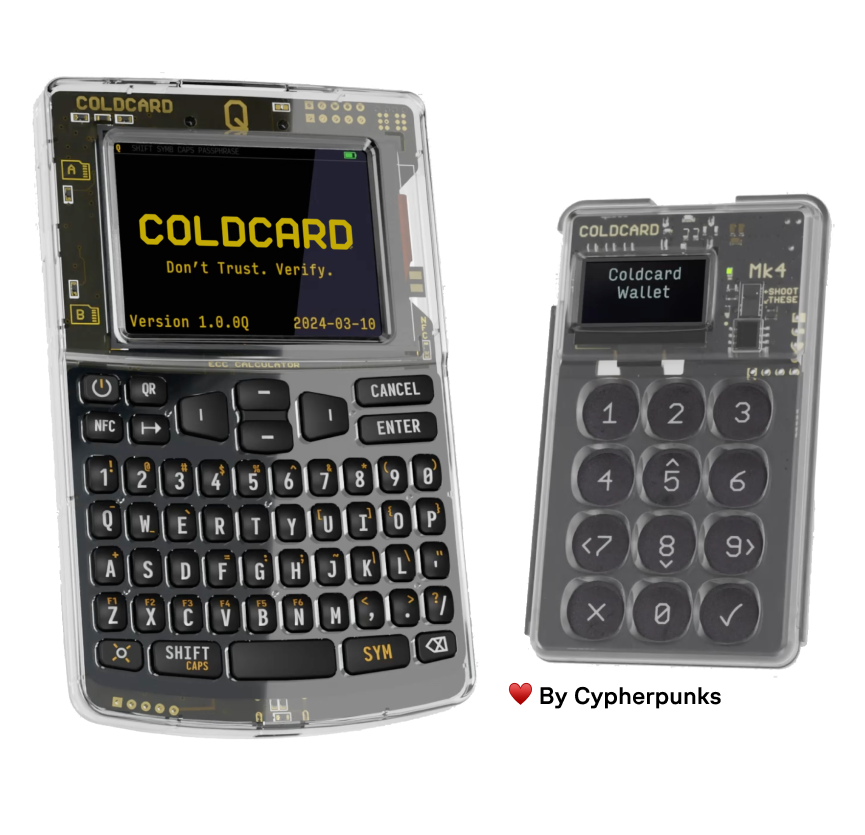 COLDCARD
Q
A
B
Q SHIFT SYMB CAPS PASSPHRASE
COLDCARD
Don't Trust. Verify.
Version 1.0.0Q 2024-03-10
NFC
ECC CALCULATOR
QR CANCEL
NFC ENTER
1 ! 2 @ 3 # 4 $ 5 % 6 ^ 7 & 8 * 9 ( 0 )
Q W _ E ` R T Y U [ I ] O { P }
A + S D F = G : H ; J ~ K | L \ ' "
Z F1 X F2 C F3 V F4 B F5 N F6 M , < . > / ?
SHIFT CAPS SYM
COLDCARD
Coldcard
Wallet
Mk4
SHOOT
THESE
1 2 3
4 5 6
<7 8 9>
X 0 ✓
❤️ By Cypherpunks